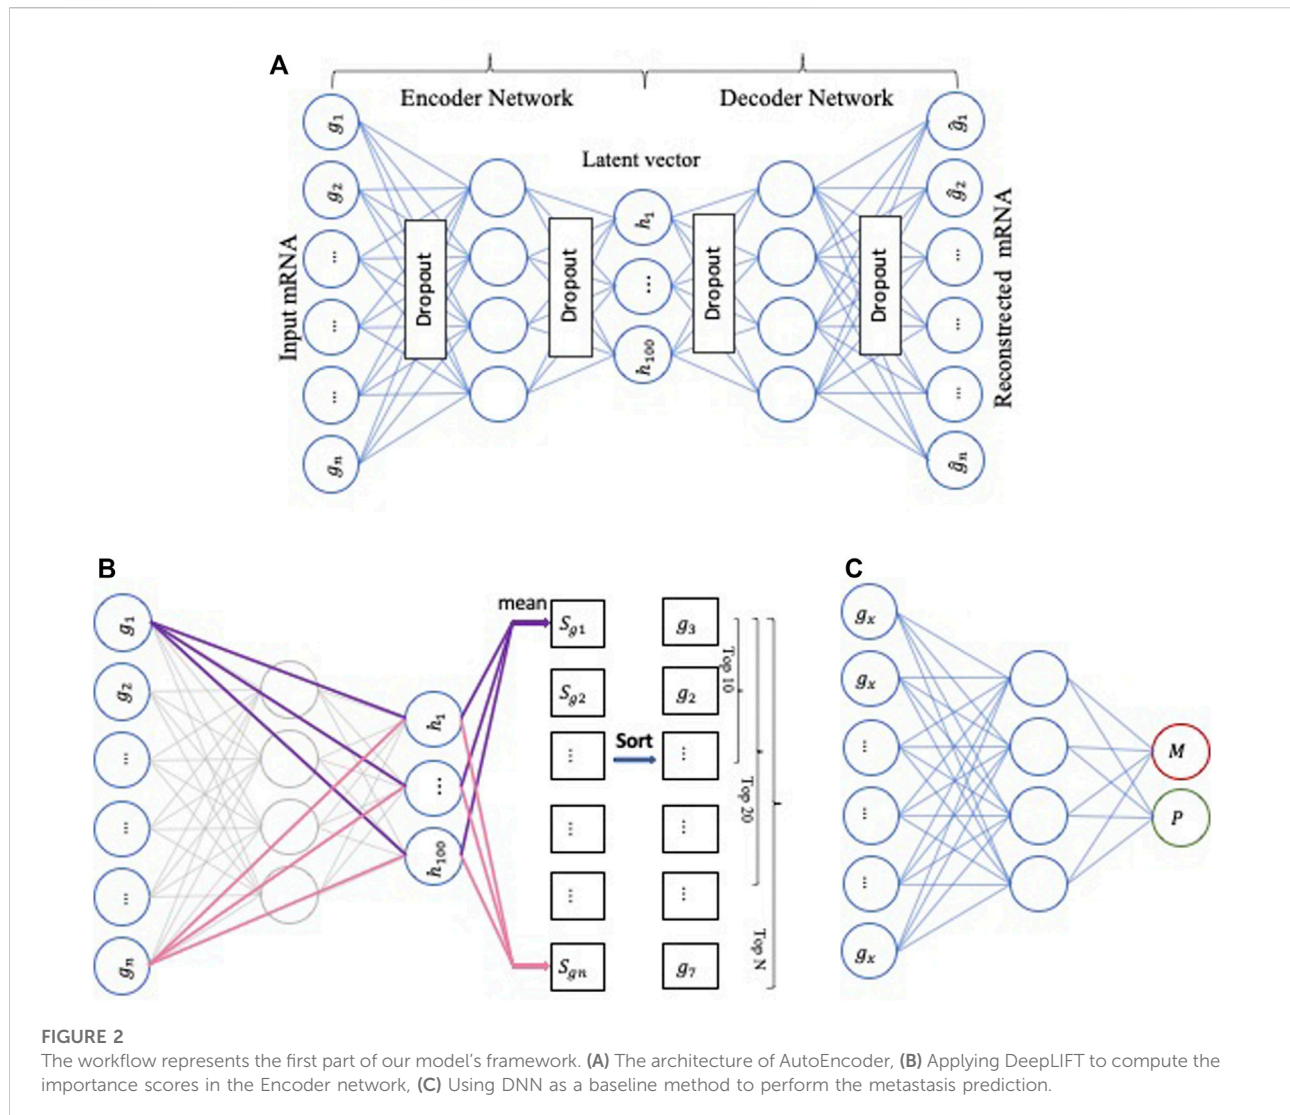 A
Encoder Network
Decoder Network
Latent vector
Input mRNA
g₁
g₂
...
...
...
gₙ
Dropout
Dropout
h₁
...
h₁₀₀
Dropout
Dropout
ĝ₁
ĝ₂
...
...
...
ĝₙ
Reconstrected mRNA
B
g₁
g₂
...
...
...
gₙ
h₁
...
h₁₀₀
mean
S_g1
S_g2
...
...
...
S_gn
Sort
g₃
g₂
...
...
...
g₇
Top 10
Top 20
Top N
C
gₓ
gₓ
...
...
...
gₓ
M
P
FIGURE 2
The workflow represents the first part of our model's framework. (A) The architecture of AutoEncoder, (B) Applying DeepLIFT to compute the
importance scores in the Encoder network, (C) Using DNN as a baseline method to perform the metastasis prediction.